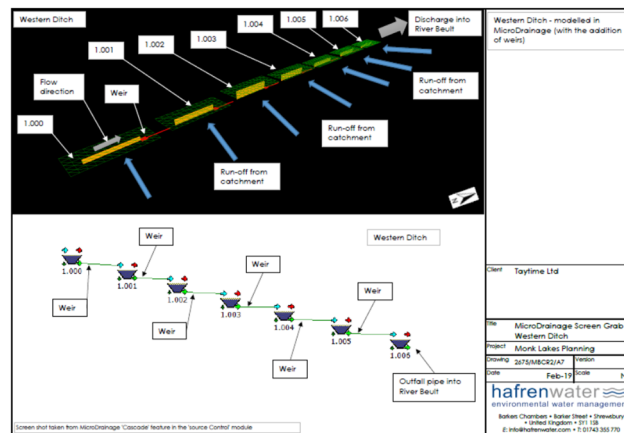 Western Ditch
1.000
Flow
direction
Weir
1.001
1.002
1.003
1.004
1.005
1.006
Discharge into
River Beult
Run-off from
catchment
Run-off from
catchment
Run-off from
catchment
Run-off from
catchment
Western Ditch
Weir
Weir
Weir
Weir
Weir
Weir
1.000
1.001
1.002
1.003
1.004
1.005
1.006
Outfall pipe into
River Beult
Screen shot taken from MicroDrainage 'Cascade' feature in the 'source Control' module
Western Ditch - modelled in
MicroDrainage (with the addition
of weirs)
Client
Taytime Ltd
Title
MicroDrainage Screen Grab
Western Ditch
Project
Monk Lakes Planning
Drawing
2675/MBCR2/A7
Version
Date
Feb-19
Scale
N
hafrenwater
environmental water management
Barkers Chambers • Barker Street • Shrewsbury
• United Kingdom • SY1 1SB
E: info@hafrenwater.com • T: 01743 355 770